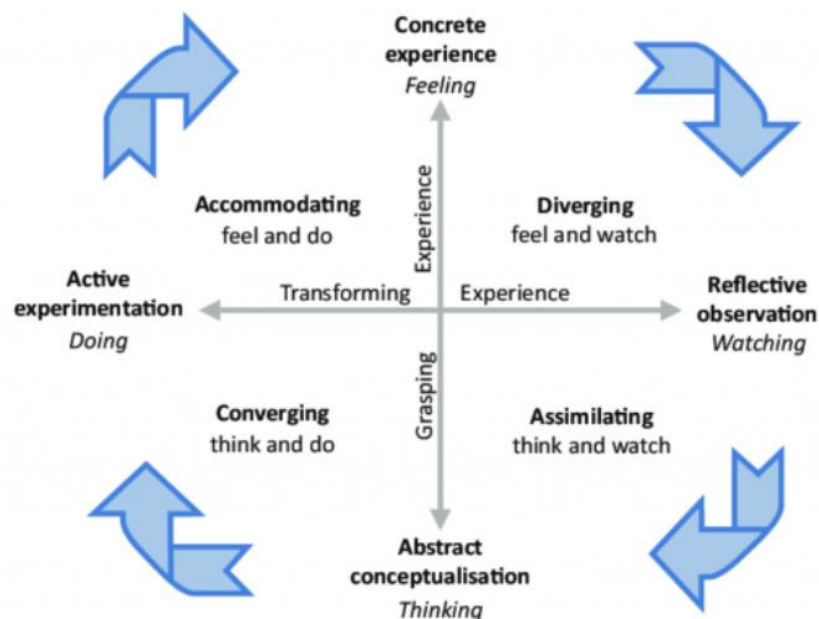 Concrete
experience
Feeling
Accommodating
feel and do
Experience
Diverging
feel and watch
Active
experimentation
Doing
Transforming
Experience
Reflective
observation
Watching
Grasping
Converging
think and do
Assimilating
think and watch
Abstract
conceptualisation
Thinking